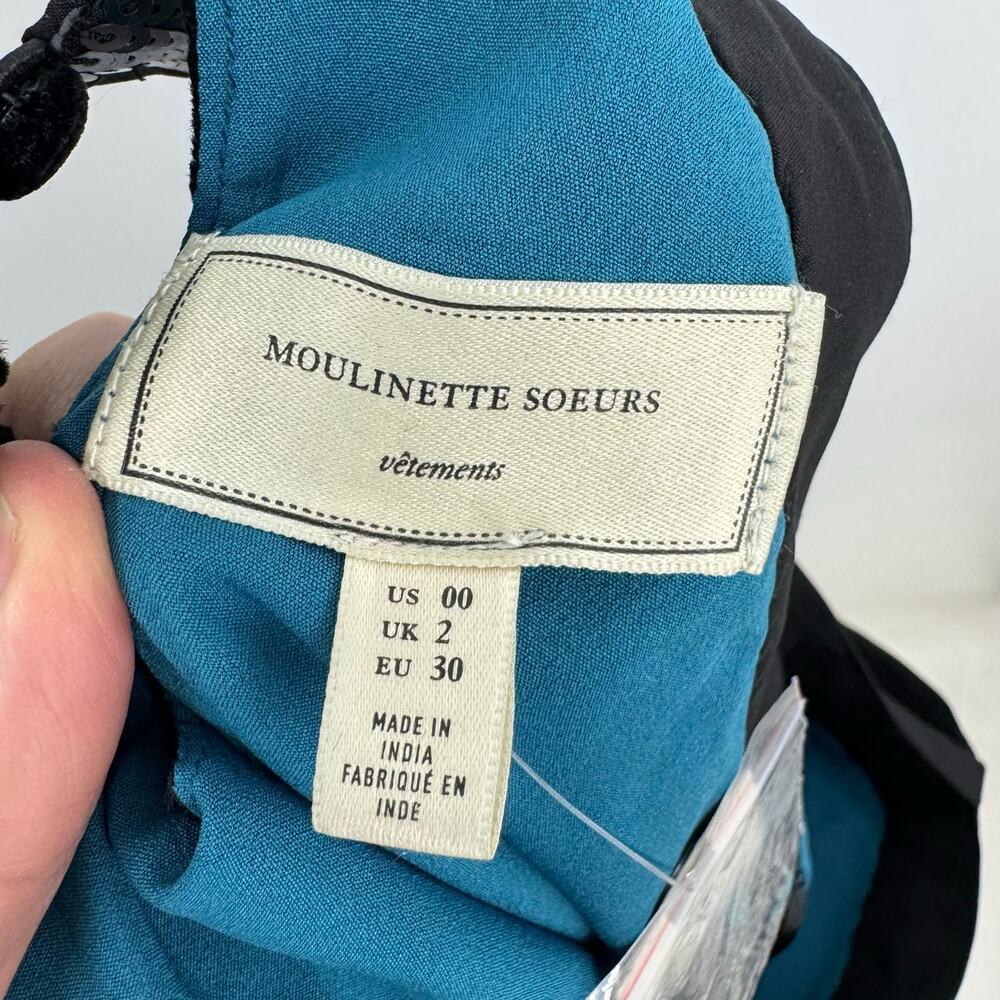 MOULINETTE SOEURS
vêtements
US 00
UK 2
EU 30
MADE IN
INDIA
FABRIQUÉ EN
INDE